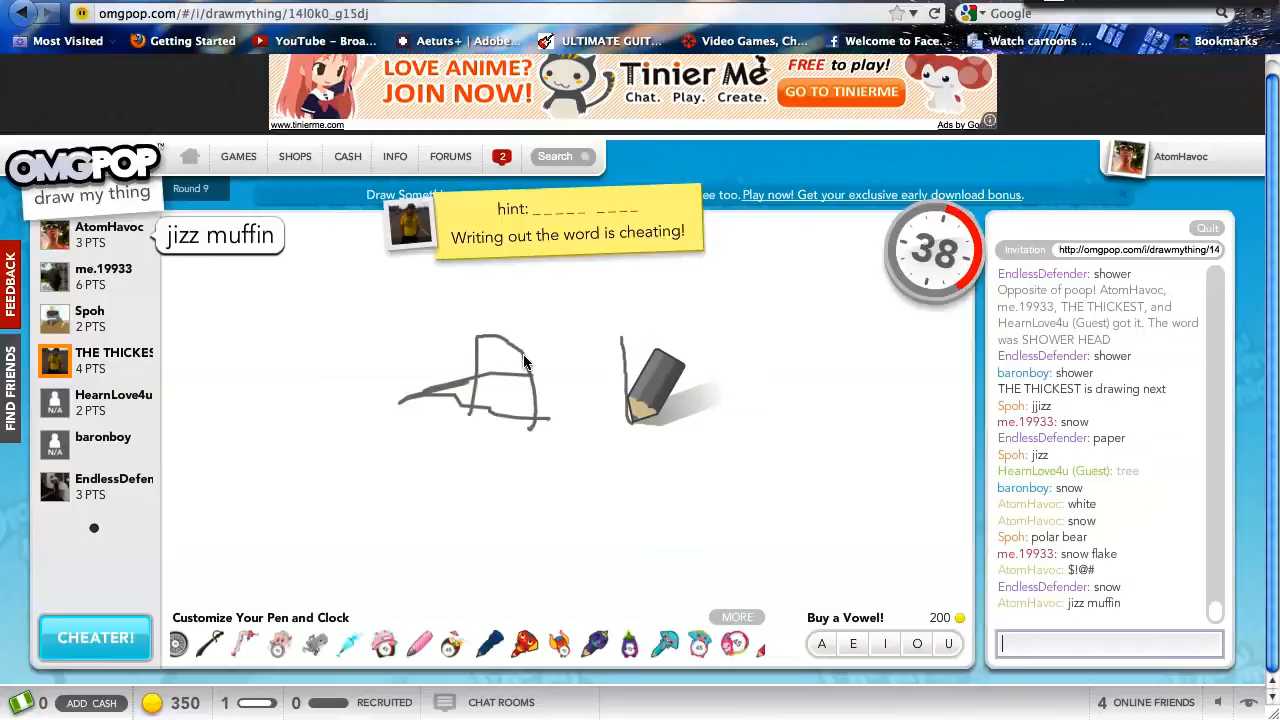 omgpop.com/#/i/drawmything/14l0k0_g15dj
Google
Most Visited
Getting Started
YouTube – Broa...
Aetuts+ | Adobe...
ULTIMATE GUIT...
Video Games, Ch...
Welcome to Face...
Watch cartoons ...
Bookmarks
LOVE ANIME?
JOIN NOW!
Tinier Me
Chat. Play. Create.
FREE to play!
GO TO TINIERME
www.tinierme.com
Ads by Go
OMGPOP™
GAMES SHOPS CASH INFO FORUMS 2 Search
AtomHavoc
draw my thing
Round 9
Draw Som
ee too. Play now! Get your exclusive early download bonus.
hint: _ _ _ _ _ _ _ _ _
Writing out the word is cheating!
38
FEEDBACK
FIND FRIENDS
AtomHavoc
3 PTS
jizz muffin
me.19933
6 PTS
Spoh
2 PTS
THE THICKES
4 PTS
HearnLove4u
N/A
baronboy
N/A
EndlessDefen
3 PTS
CHEATER!
Customize Your Pen and Clock
MORE
Buy a Vowel!
200
A E I O U
Quit
Invitation http://omgpop.com/i/drawmything/14
EndlessDefender: shower
Opposite of poop! AtomHavoc,
me.19933, THE THICKEST, and
HearnLove4u (Guest) got it. The word
was SHOWER HEAD
EndlessDefender: shower
baronboy: shower
THE THICKEST is drawing next
Spoh: jjizz
me.19933: snow
EndlessDefender: paper
Spoh: jizz
HearnLove4u (Guest): tree
baronboy: snow
AtomHavoc: white
AtomHavoc: snow
Spoh: polar bear
me.19933: snow flake
AtomHavoc: $!@#
EndlessDefender: snow
AtomHavoc: jizz muffin
0 ADD CASH 350 1 0 RECRUITED CHAT ROOMS 4 ONLINE FRIENDS